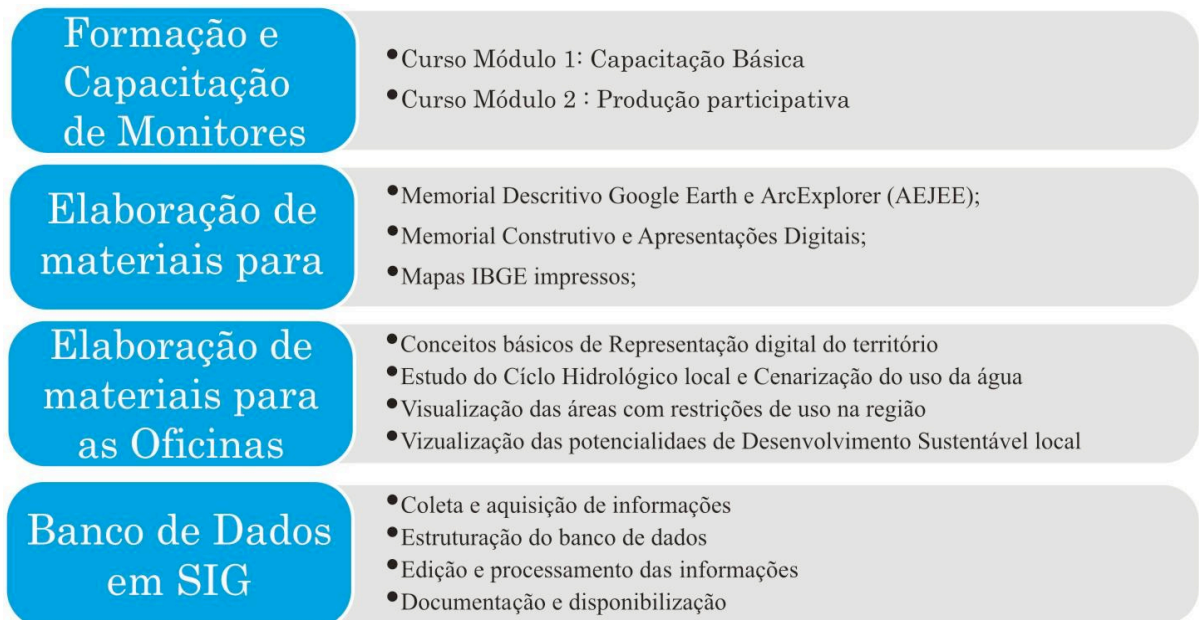 Formação e
Capacitação
de Monitores
•Curso Módulo 1: Capacitação Básica
•Curso Módulo 2 : Produção participativa
Elaboração de
materiais para
•Memorial Descritivo Google Earth e ArcExplorer (AEJEE);
•Memorial Construtivo e Apresentações Digitais;
•Mapas IBGE impressos;
Elaboração de
materiais para
as Oficinas
•Conceitos básicos de Representação digital do território
•Estudo do Cíclo Hidrológico local e Cenarização do uso da água
•Visualização das áreas com restrições de uso na região
•Vizualização das potencialidaes de Desenvolvimento Sustentável local
Banco de Dados
em SIG
•Coleta e aquisição de informações
•Estruturação do banco de dados
•Edição e processamento das informações
•Documentação e disponibilização